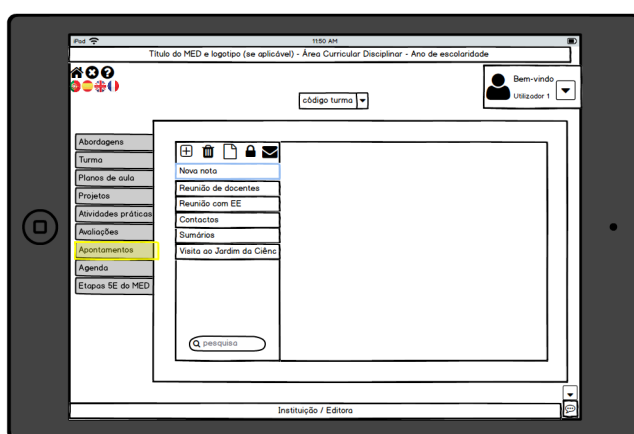 iPad
11:50 AM
Título do MED e logotipo (se aplicável) - Área Curricular Disciplinar - Ano de escolaridade
Bem-vindo
Utilizador 1
código turma
Abordagens
Turma
Planos de aula
Projetos
Atividades práticas
Avaliações
Apontamentos
Agenda
Etapas 5E do MED
Nova nota
Reunião de docentes
Reunião com EE
Contactos
Sumários
Visita ao Jardim da Ciênc
pesquisa
Instituição / Editora